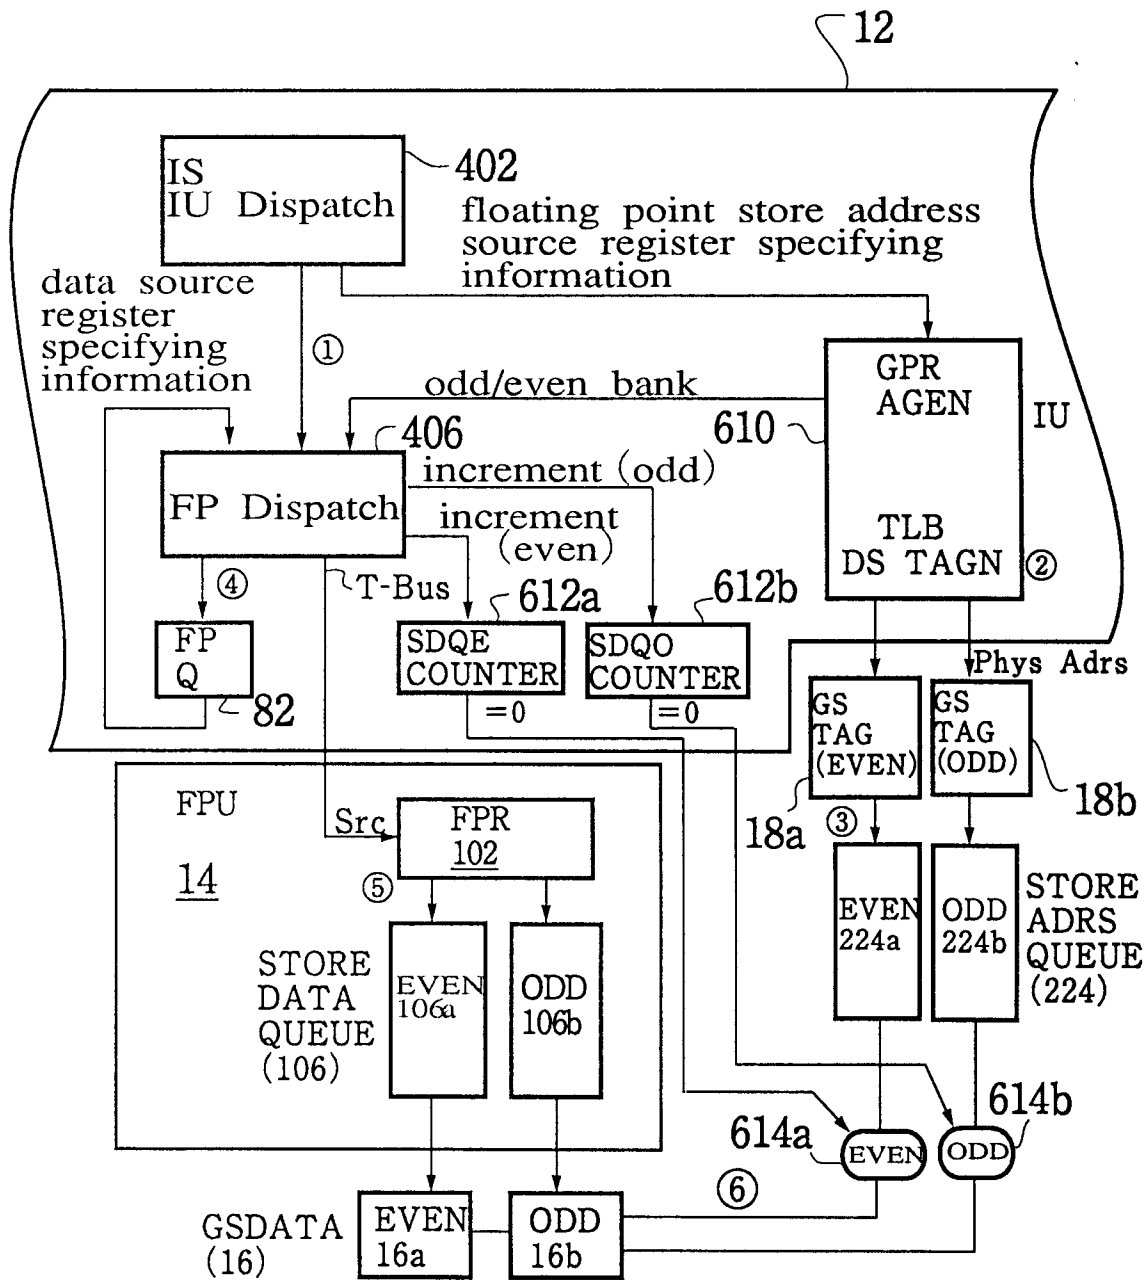 12
IS
IU Dispatch
402
floating point store address
source register specifying
information
data source
register
specifying
information
①
odd/even bank
GPR
AGEN
IU
610
406
increment (odd)
FP Dispatch
increment
(even)
TLB
DS TAGN
②
④
T-Bus
612a
612b
FP
Q
82
SDQE
COUNTER
SDQO
COUNTER
=0
=0
Phys Adrs
GS
TAG
(EVEN)
GS
TAG
(ODD)
18a
18b
③
FPU
14
Src
FPR
102
⑤
STORE
DATA
QUEUE
(106)
EVEN
106a
ODD
106b
EVEN
224a
ODD
224b
STORE
ADRS
QUEUE
(224)
614a
EVEN
614b
ODD
⑥
GSDATA
(16)
EVEN
16a
ODD
16b